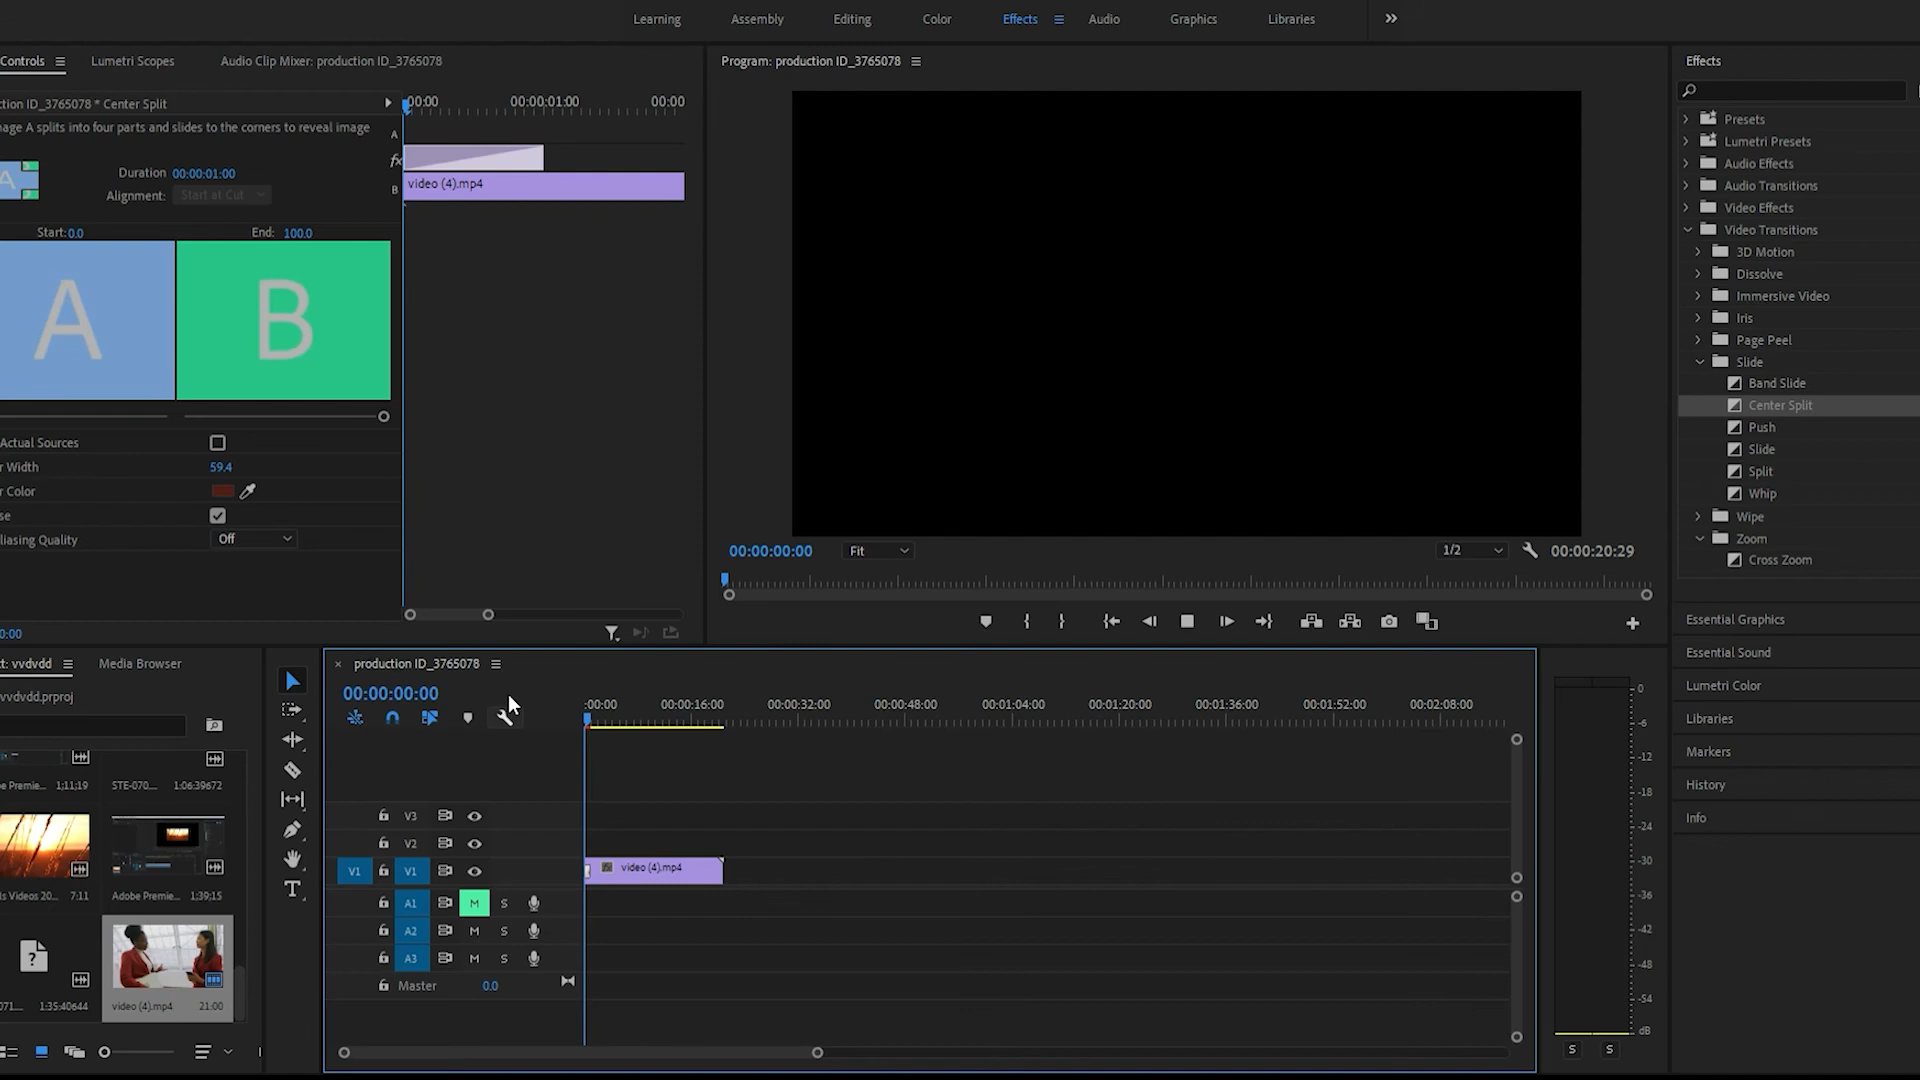 Learning Assembly Editing Color Effects Audio Graphics Libraries
Controls Lumetri Scopes Audio Clip Mixer: production ID_3765078
Program: production ID_3765078
Effects
tion ID_3765078 * Center Split
00:00 00:00:01:00 00:00
nage A splits into four parts and slides to the corners to reveal image
A
fx
B
video (4).mp4
A
Duration 00:00:01:00
Alignment: Start at Cut
Start: 0.0 End: 100.0
A B
Actual Sources
r Width 59.4
r Color
se
liasing Quality Off
0:00
00:00:00:00 Fit 1/2 00:00:20:29
Presets
Lumetri Presets
Audio Effects
Audio Transitions
Video Effects
Video Transitions
3D Motion
Dissolve
Immersive Video
Iris
Page Peel
Slide
Band Slide
Center Split
Push
Slide
Split
Whip
Wipe
Zoom
Cross Zoom
Essential Graphics
Essential Sound
Lumetri Color
Libraries
Markers
History
Info
t: vvdvdd Media Browser
vvdvdd.prproj
e Premie... 1;11;19 STE-070.... 1:06:39672
ls Videos 20... 7:11 Adobe Premie... 1;39;15
071.... 1:35:40644 video (4).mp4 21:00
× production ID_3765078
00:00:00:00
:00:00 00:00:16:00 00:00:32:00 00:00:48:00 00:01:04:00 00:01:20:00 00:01:36:00 00:01:52:00 00:02:08:00
V3
V2
V1 V1 video (4).mp4
A1 M S
A2 M S
A3 M S
Master 0.0
0
-6
-12
-18
-24
-30
-36
-42
-48
-54
dB
S S